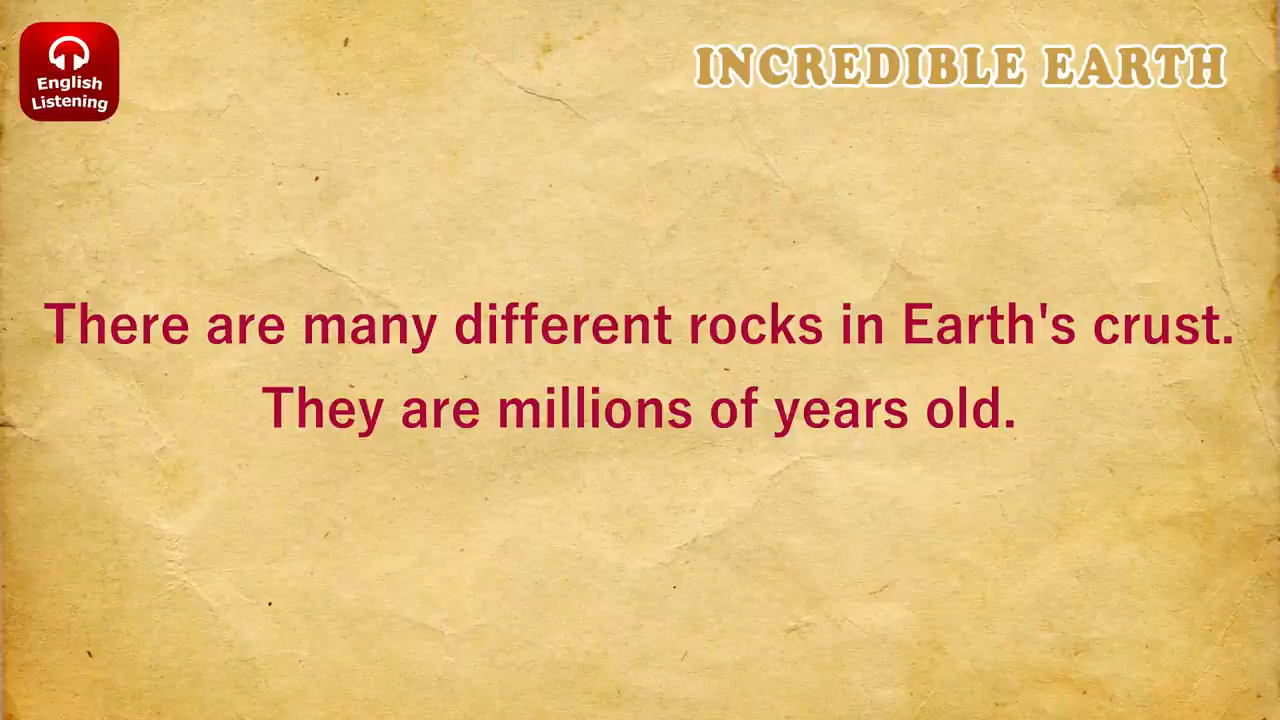 English
Listening
INCREDIBLE EARTH
There are many different rocks in Earth's crust.
They are millions of years old.